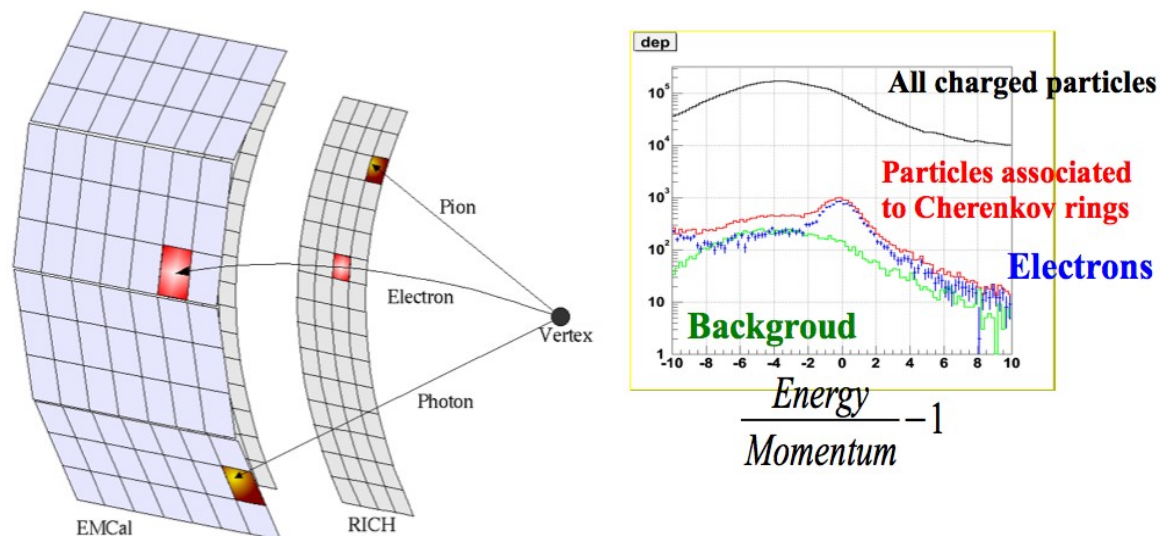 Pion
Electron
Vertex
Photon
EMCal
RICH
dep
All charged particles
Particles associated
to Cherenkov rings
Electrons
Backgroud
10⁵
10⁴
10³
10²
10
1
-10 -8 -6 -4 -2 0 2 4 6 8 10
Energy
Momentum
−1